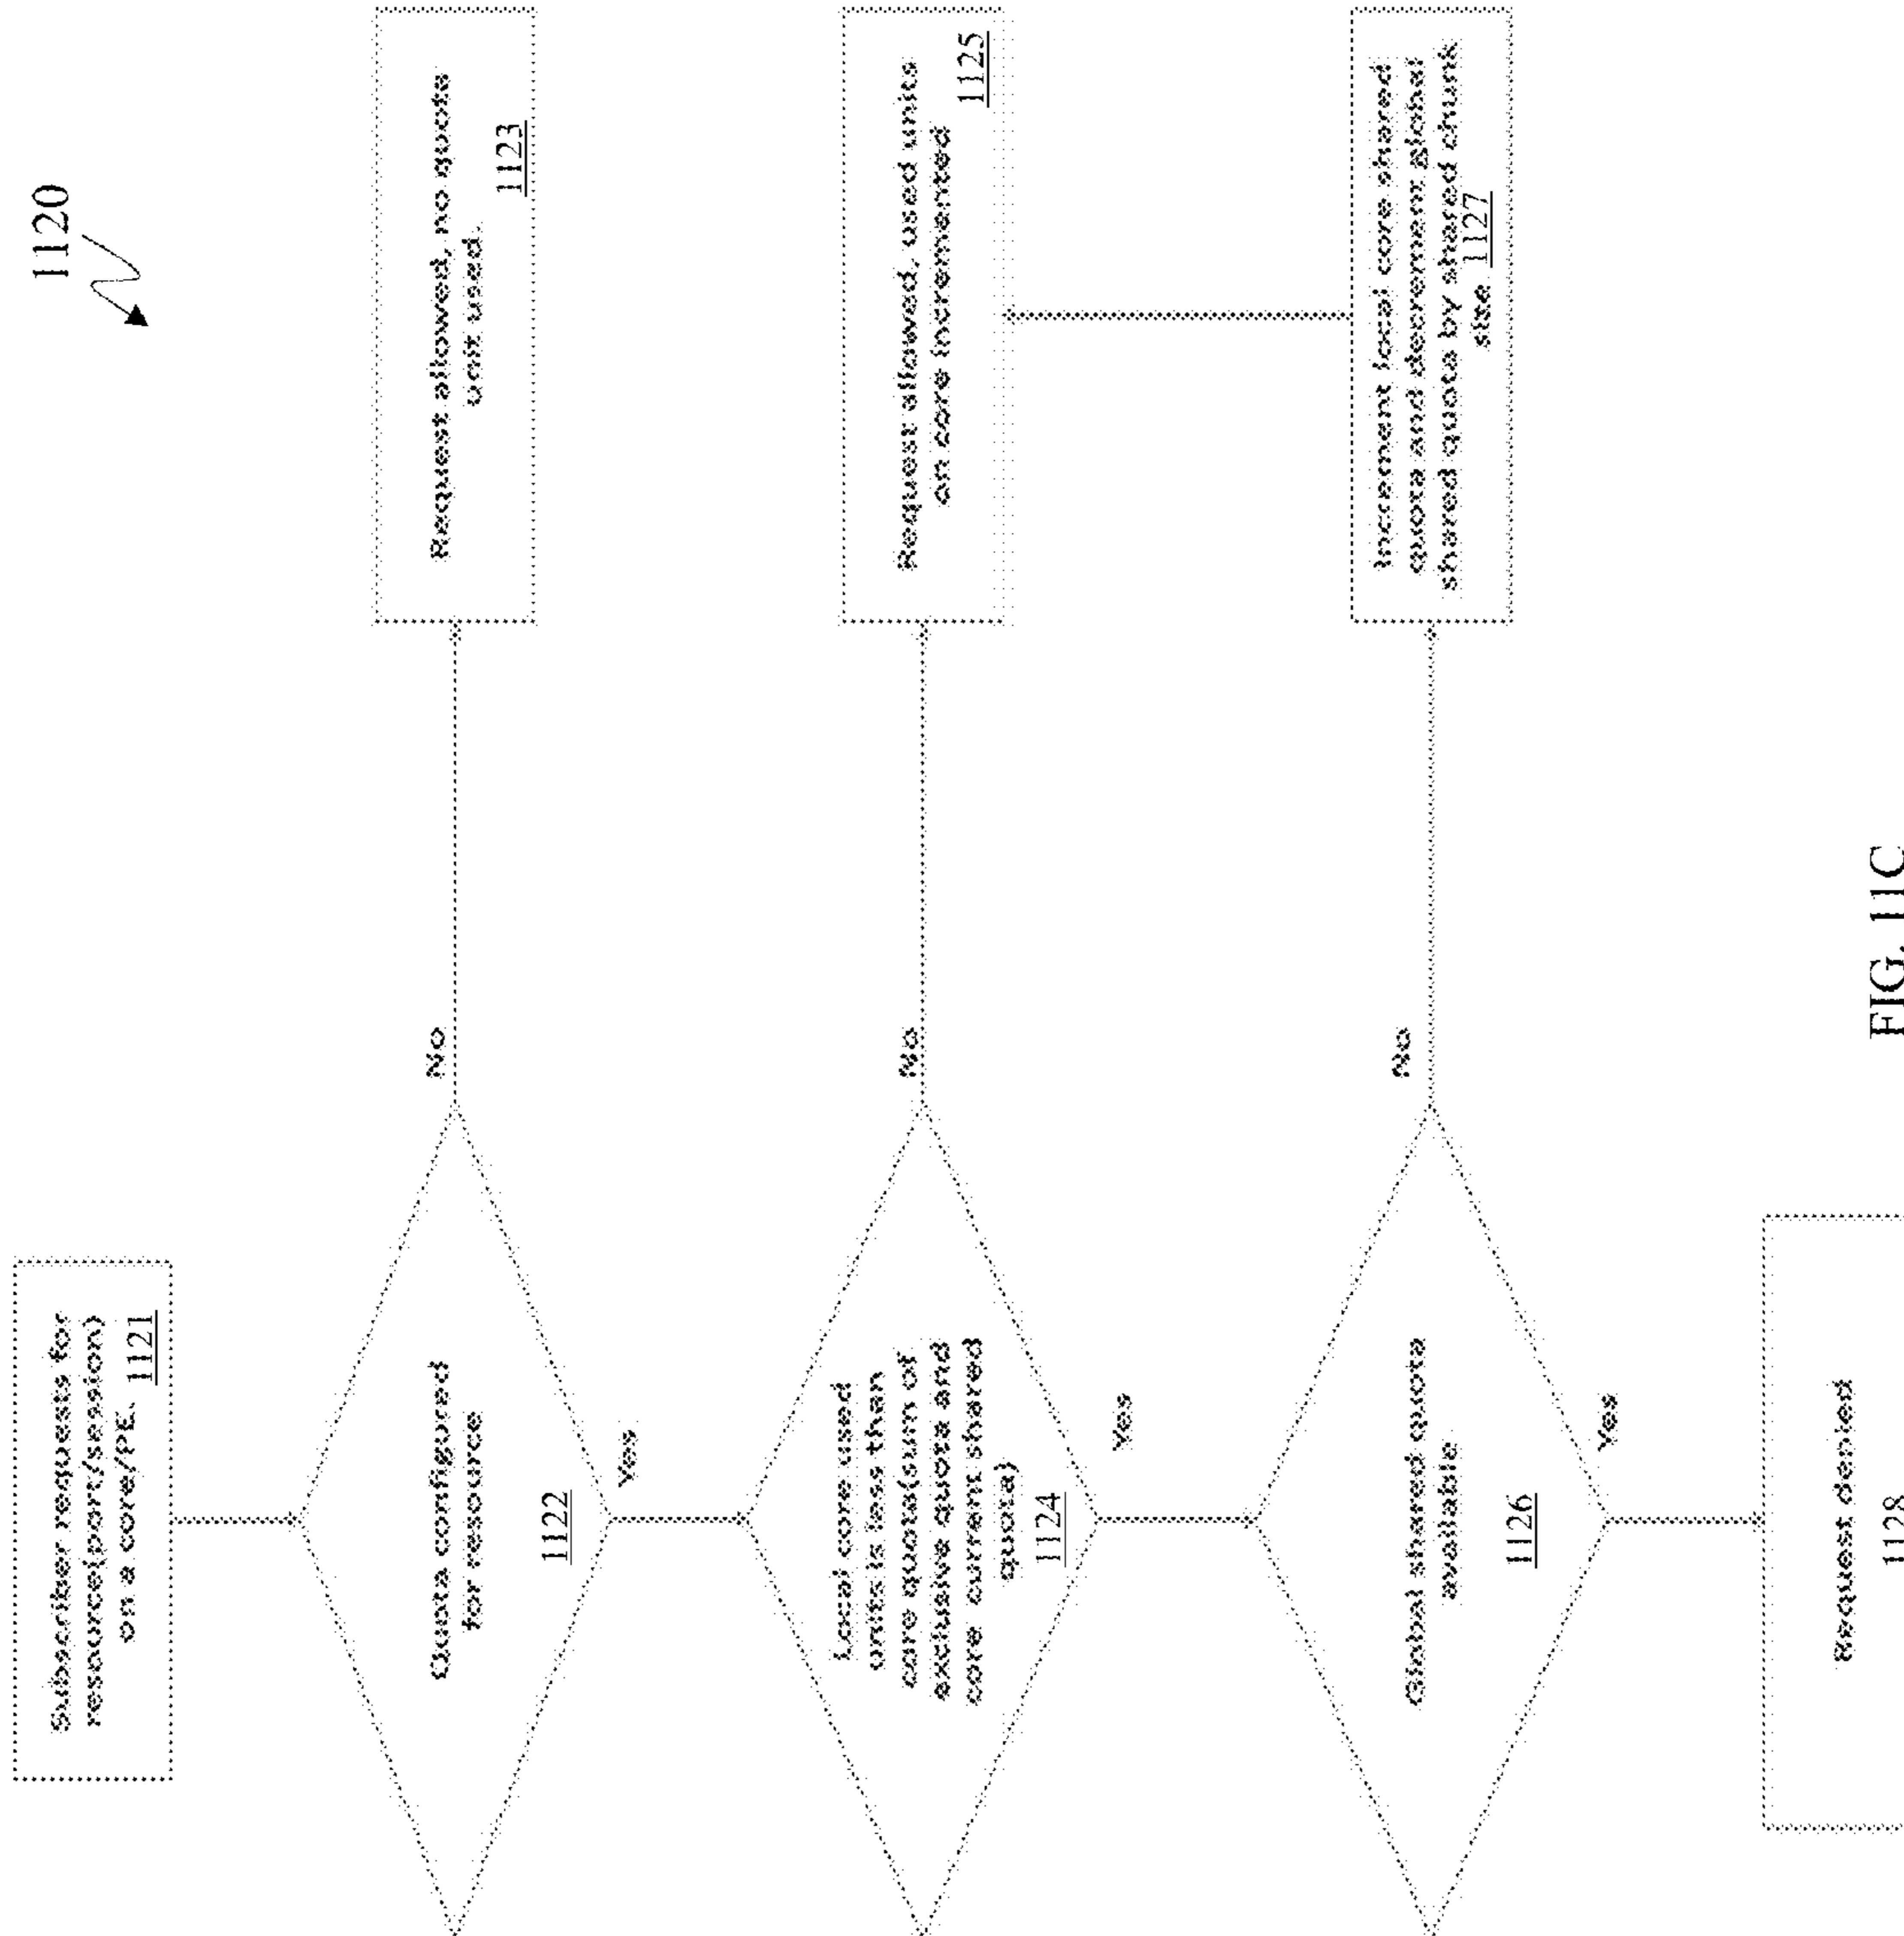 1120
Subscriber requests for
resource(port/session)
on a core/PE.
1121
Quota configured
for resource
1122
No
Request allowed, no quota
unit used.
1123
Yes
Local core used
units is less than
core quota(sum of
exclusive quota and
core current shared
quota)
1124
No
Request allowed, used units
on core incremented
1125
Yes
Global shared quota
available
1126
No
Increment local core shared
quota and decrement global
shared quota by shared chunk
size 1127
Yes
Request denied
1128
FIG. 11C